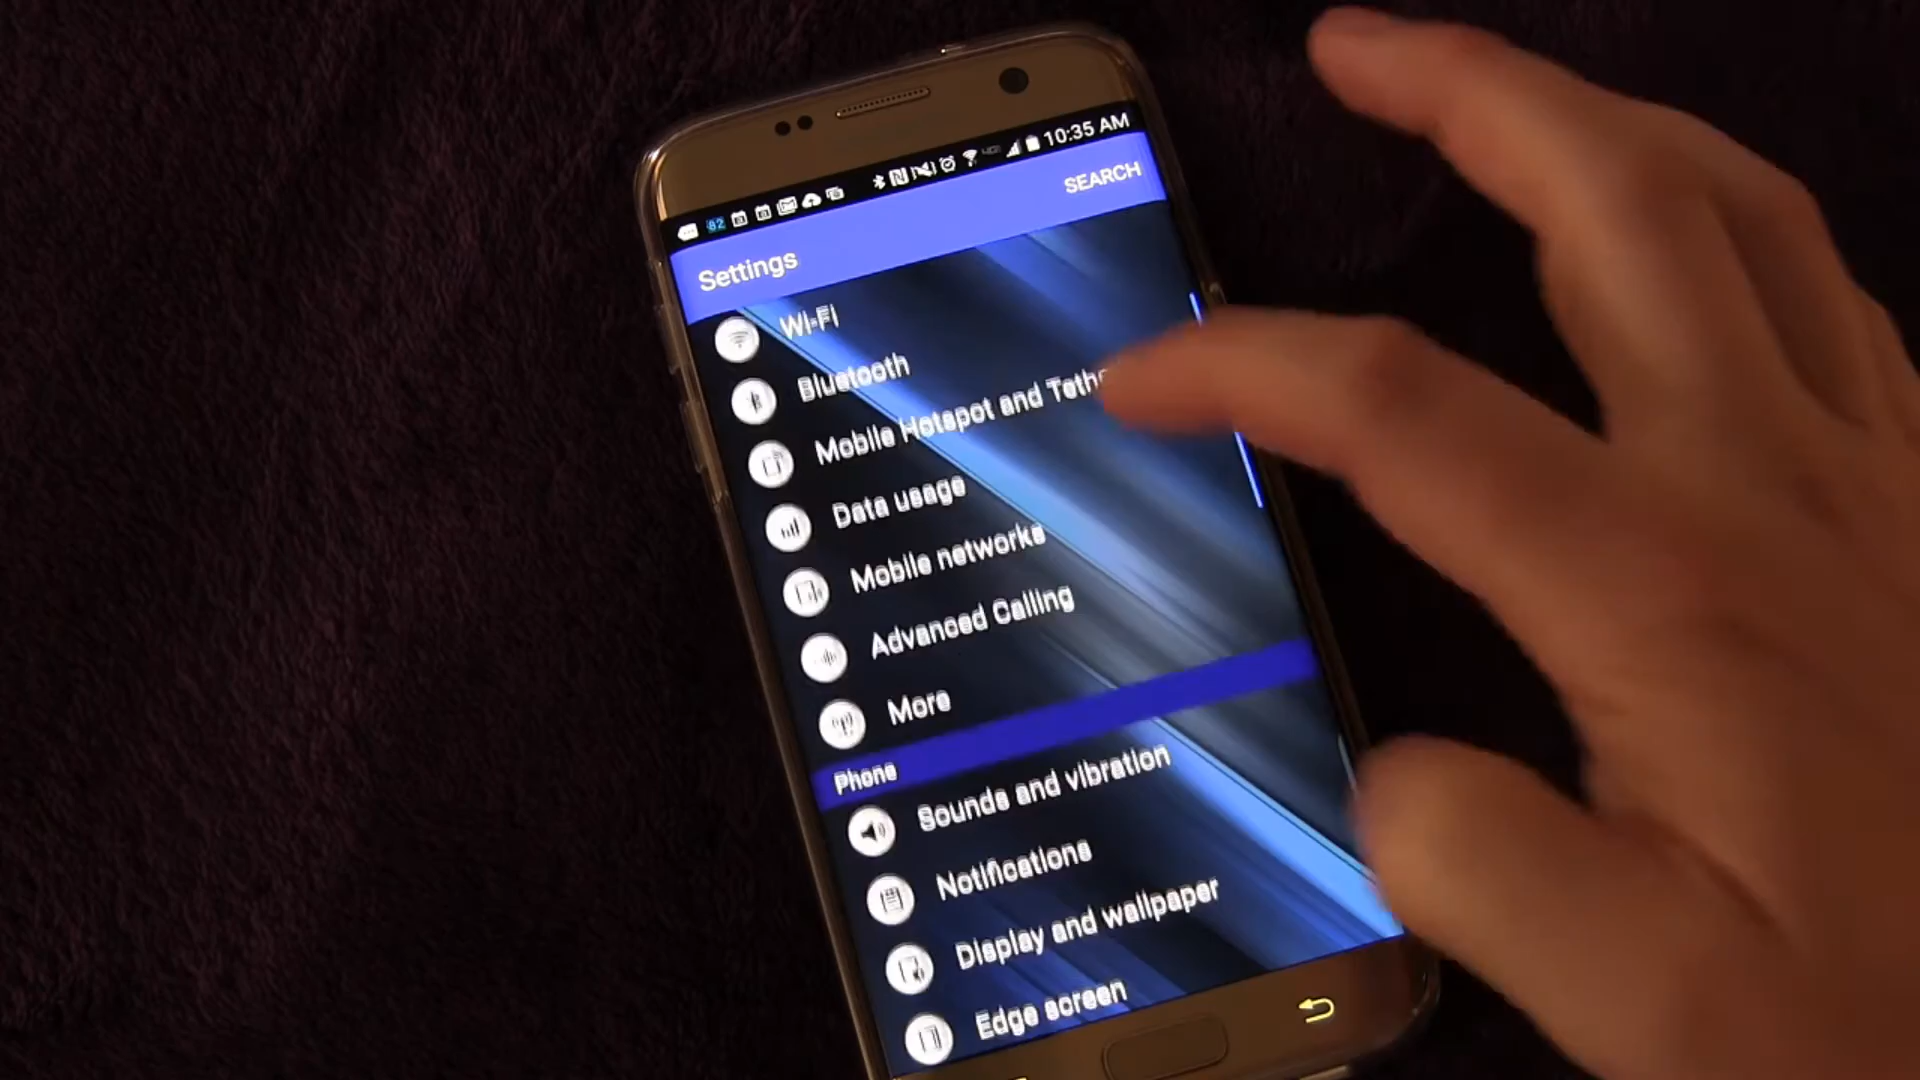 82 10:35 AM
SEARCH
Settings
Wi-Fi
Bluetooth
Mobile Hotspot and Teth
Data usage
Mobile networks
Advanced Calling
More
Phone
Sounds and vibration
Notifications
Display and wallpaper
Edge screen